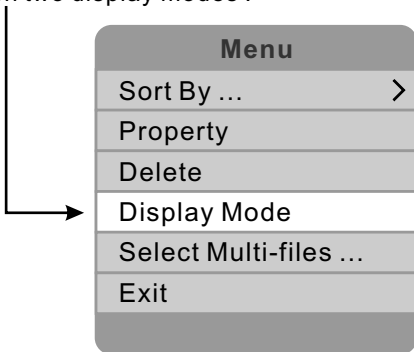 two display modes :
Menu
Sort By ... >
Property
Delete
Display Mode
Select Multi-files ...
Exit